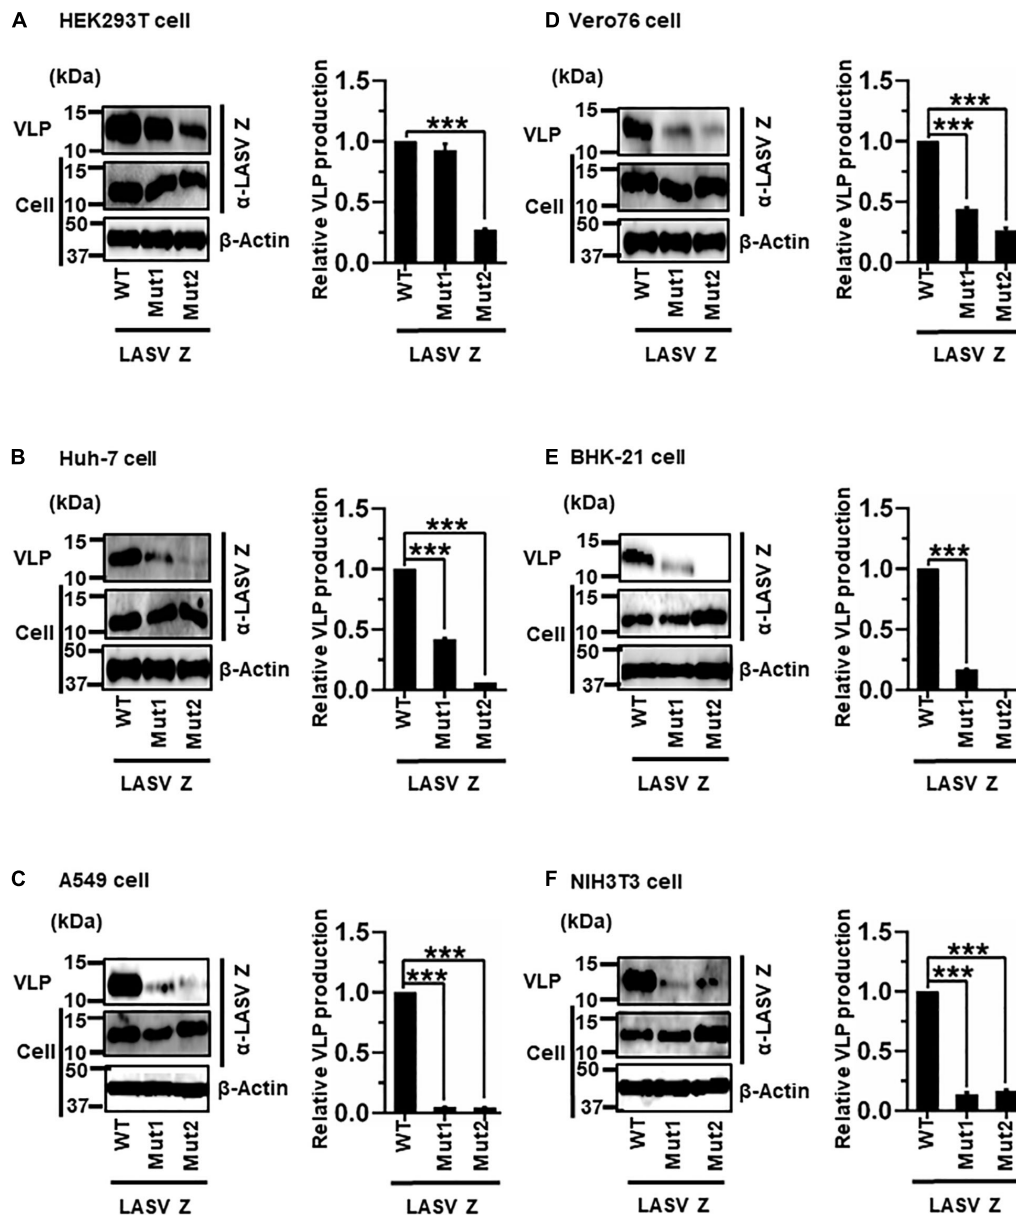 A HEK293T cell
(kDa)
VLP
15
10
Cell
15
10
50
37
α-LASV Z
β-Actin
WT
Mut1
Mut2
LASV Z
Relative VLP production
1.5
1.0
0.5
0.0
***
WT
Mut1
Mut2
LASV Z
D Vero76 cell
(kDa)
VLP
15
10
Cell
15
10
50
37
α-LASV Z
β-Actin
WT
Mut1
Mut2
LASV Z
Relative VLP production
1.5
1.0
0.5
0.0
***
***
WT
Mut1
Mut2
LASV Z
B Huh-7 cell
(kDa)
VLP
15
10
Cell
15
10
50
37
α-LASV Z
β-Actin
WT
Mut1
Mut2
LASV Z
Relative VLP production
1.5
1.0
0.5
0.0
***
***
WT
Mut1
Mut2
LASV Z
E BHK-21 cell
(kDa)
VLP
15
10
Cell
15
10
50
37
α-LASV Z
β-Actin
WT
Mut1
Mut2
LASV Z
Relative VLP production
1.5
1.0
0.5
0.0
***
WT
Mut1
Mut2
LASV Z
C A549 cell
(kDa)
VLP
15
10
Cell
15
10
50
37
α-LASV Z
β-Actin
WT
Mut1
Mut2
LASV Z
Relative VLP production
1.5
1.0
0.5
0.0
***
***
WT
Mut1
Mut2
LASV Z
F NIH3T3 cell
(kDa)
VLP
15
10
Cell
15
10
50
37
α-LASV Z
β-Actin
WT
Mut1
Mut2
LASV Z
Relative VLP production
1.5
1.0
0.5
0.0
***
***
WT
Mut1
Mut2
LASV Z